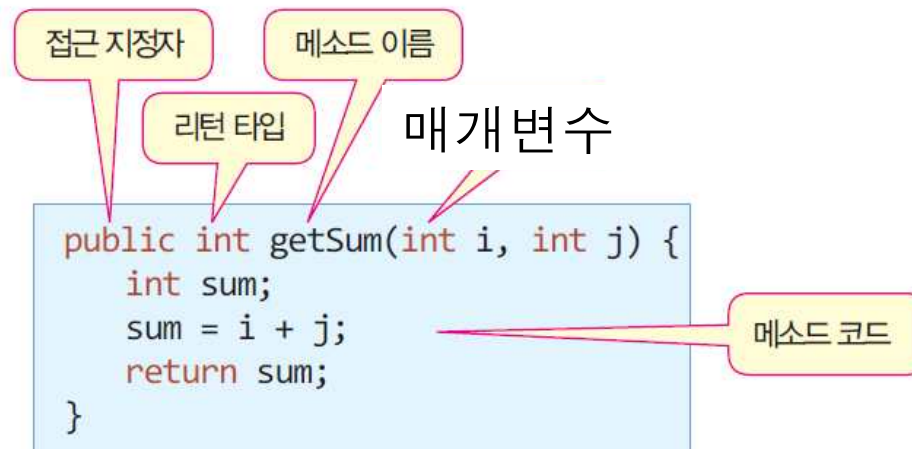 접근 지정자
메소드 이름
리턴 타입
매개변수
public int getSum(int i, int j) {
int sum;
sum = i + j;
return sum;
}
메소드 코드